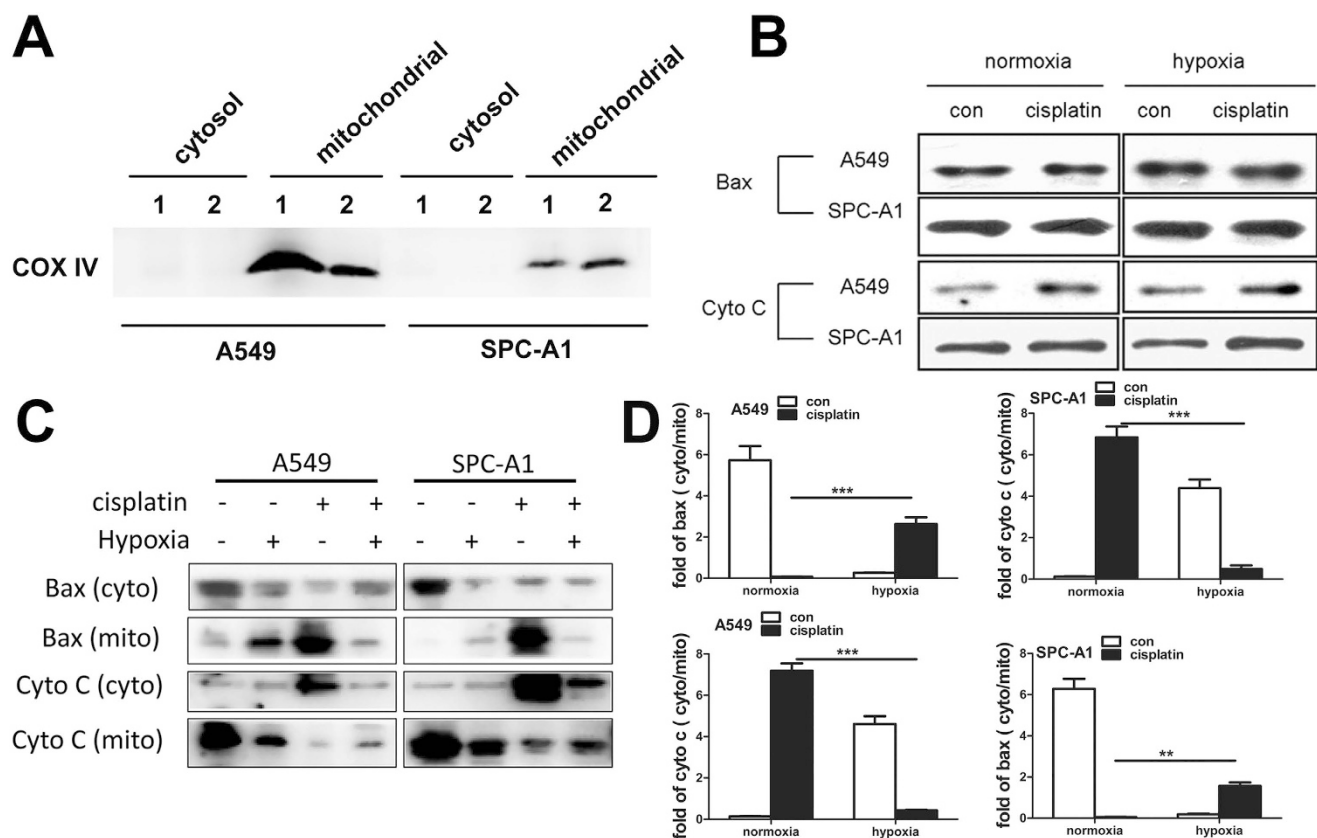 A
cytosol
mitochondrial
cytosol
mitochondrial
1 2 1 2 1 2 1 2
COX IV
A549 SPC-A1
B
normoxia hypoxia
con cisplatin con cisplatin
Bax
A549
SPC-A1
Cyto C
A549
SPC-A1
C
A549 SPC-A1
cisplatin - - + + - - + +
Hypoxia - + - + - + - +
Bax (cyto)
Bax (mito)
Cyto C (cyto)
Cyto C (mito)
D
A549
con
cisplatin
fold of bax ( cyto/mito)
8
6
4
2
0
***
normoxia hypoxia
SPC-A1
con
cisplatin
fold of cyto c ( cyto/mito)
8
6
4
2
0
***
normoxia hypoxia
A549
con
cisplatin
fold of cyto c ( cyto/mito)
8
6
4
2
0
***
normoxia hypoxia
SPC-A1
con
cisplatin
fold of bax ( cyto/mito)
8
6
4
2
0
**
normoxia hypoxia